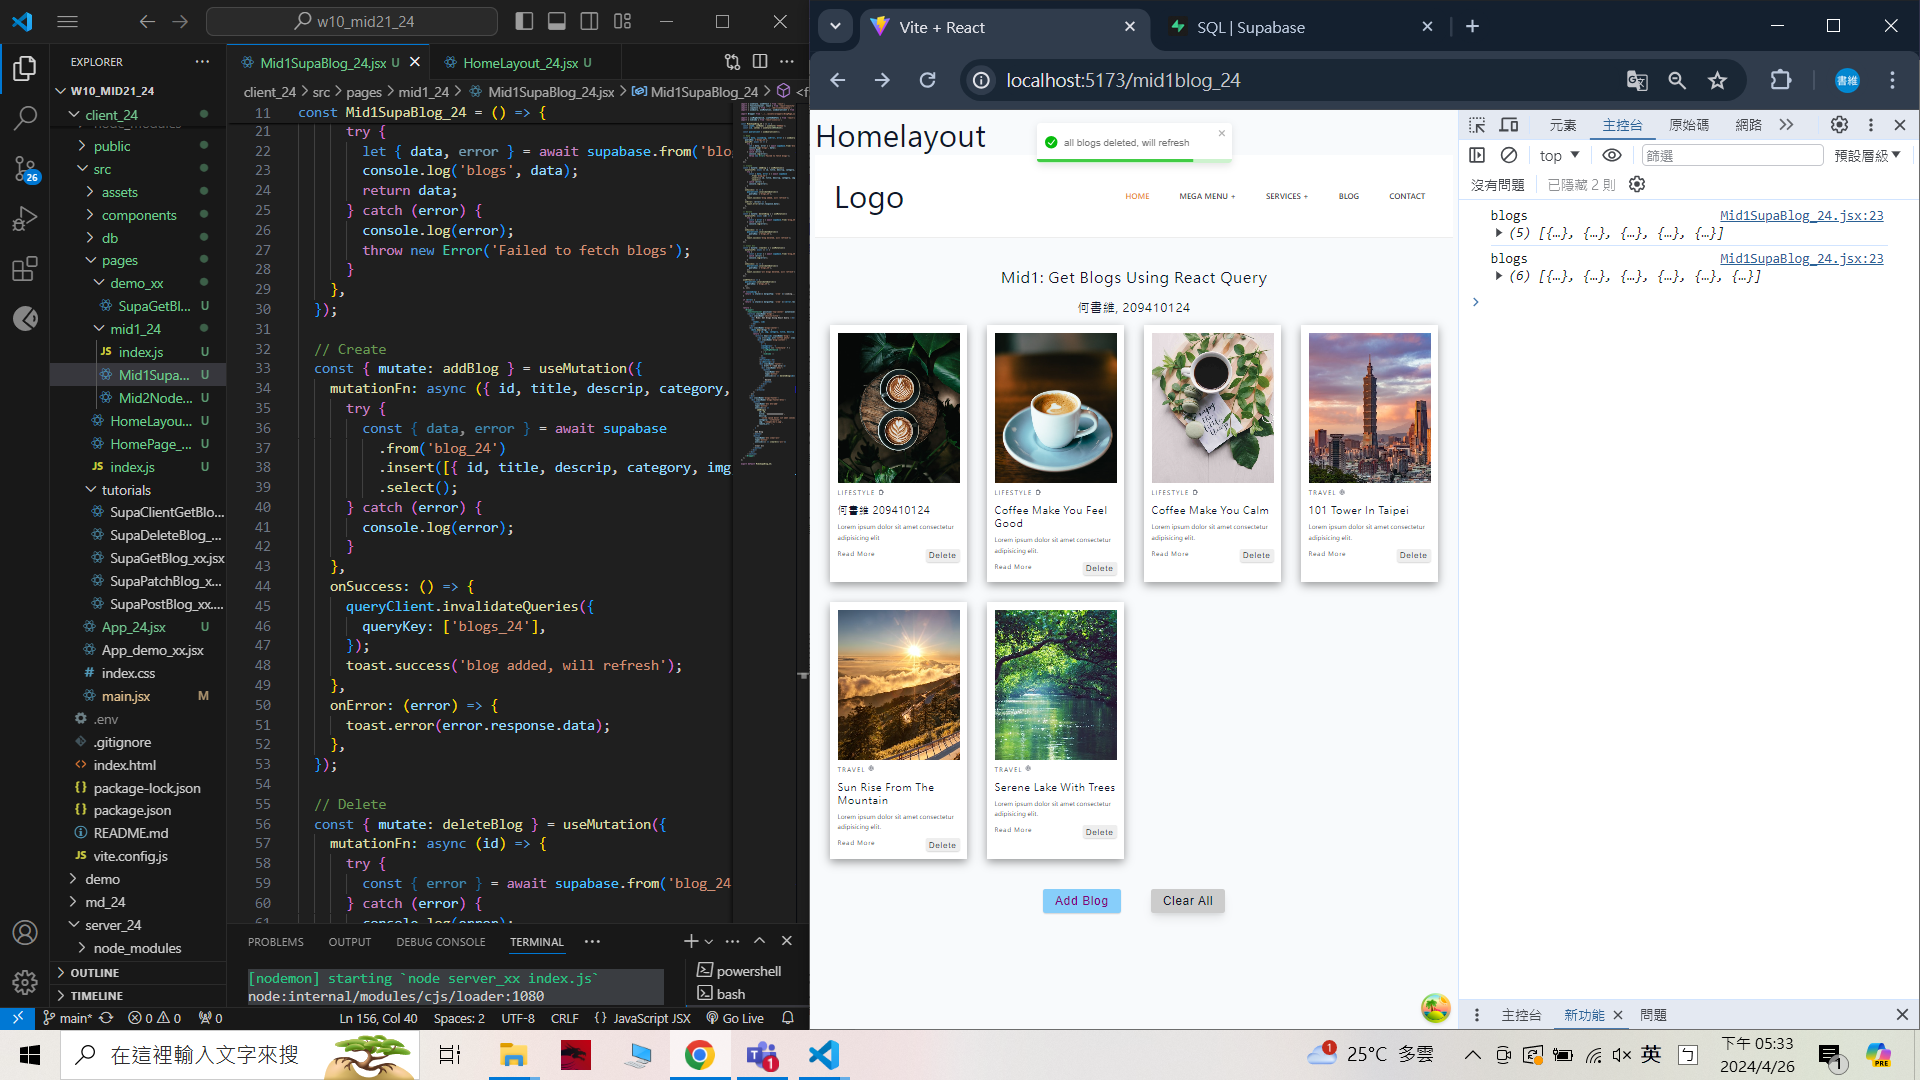 w10_mid21_24
EXPLORER
W10_MID21_24
client_24
node_modules
public
src
assets
components
db
pages
demo_xx
SupaGetBl... U
mid1_24
index.js U
Mid1Supa... U
Mid2Node... U
HomeLayou... U
HomePage_... U
index.js U
tutorials
SupaClientGetBlo...
SupaDeleteBlog_...
SupaGetBlog_xx.jsx
SupaPatchBlog_x...
SupaPostBlog_xx....
App_24.jsx U
App_demo_xx.jsx
index.css
main.jsx M
.env
.gitignore
index.html
package-lock.json
package.json
README.md
vite.config.js
demo
md_24
server_24
node_modules
OUTLINE
TIMELINE
26
Mid1SupaBlog_24.jsx U
HomeLayout_24.jsx U
client_24 > src > pages > mid1_24 > Mid1SupaBlog_24.jsx > Mid1SupaBlog_24 > <f
11 const Mid1SupaBlog_24 = () => {
21 try {
22 let { data, error } = await supabase.from('blo
23 console.log('blogs', data);
24 return data;
25 } catch (error) {
26 console.log(error);
27 throw new Error('Failed to fetch blogs');
28 }
29 },
30 });
31
32 // Create
33 const { mutate: addBlog } = useMutation({
34 mutationFn: async ({ id, title, descrip, category,
35 try {
36 const { data, error } = await supabase
37 .from('blog_24')
38 .insert([{ id, title, descrip, category, img
39 .select();
40 } catch (error) {
41 console.log(error);
42 }
43 },
44 onSuccess: () => {
45 queryClient.invalidateQueries({
46 queryKey: ['blogs_24'],
47 });
48 toast.success('blog added, will refresh');
49 },
50 onError: (error) => {
51 toast.error(error.response.data);
52 },
53 });
54
55 // Delete
56 const { mutate: deleteBlog } = useMutation({
57 mutationFn: async (id) => {
58 try {
59 const { error } = await supabase.from('blog_24
60 } catch (error) {
61 console.log(error);
PROBLEMS OUTPUT DEBUG CONSOLE TERMINAL
[nodemon] starting `node server_xx index.js`
node:internal/modules/cjs/loader:1080
powershell
bash
main* 0 0 0 Ln 156, Col 40 Spaces: 2 UTF-8 CRLF {} JavaScript JSX Go Live
Vite + React
SQL | Supabase
localhost:5173/mid1blog_24
書維
Homelayout
all blogs deleted, will refresh
Logo
HOME MEGA MENU + SERVICES + BLOG CONTACT
Mid1: Get Blogs Using React Query
何書維, 209410124
LIFESTYLE
何書維 209410124
Lorem ipsum dolor sit amet consectetur
adipisicing elit
Read More
Delete
LIFESTYLE
Coffee Make You Feel
Good
Lorem ipsum dolor sit amet consectetur
adipisicing elit.
Read More
Delete
LIFESTYLE
Coffee Make You Calm
Lorem ipsum dolor sit amet consectetur
adipisicing elit.
Read More
Delete
TRAVEL
101 Tower In Taipei
Lorem ipsum dolor sit amet consectetur
adipisicing elit.
Read More
Delete
TRAVEL
Sun Rise From The
Mountain
Lorem ipsum dolor sit amet consectetur
adipisicing elit.
Read More
Delete
TRAVEL
Serene Lake With Trees
Lorem ipsum dolor sit amet consectetur
adipisicing elit.
Read More
Delete
Add Blog
Clear All
元素 主控台 原始碼 網路
top 篩選 預設層級
沒有問題 已隱藏 2 則
blogs Mid1SupaBlog_24.jsx:23
(5) [{…}, {…}, {…}, {…}, {…}]
blogs Mid1SupaBlog_24.jsx:23
(6) [{…}, {…}, {…}, {…}, {…}, {…}]
主控台 新功能 問題
在這裡輸入文字來搜
1
1
25°C 多雲
英
ㄅ
下午 05:33
2024/4/26
1
PRE